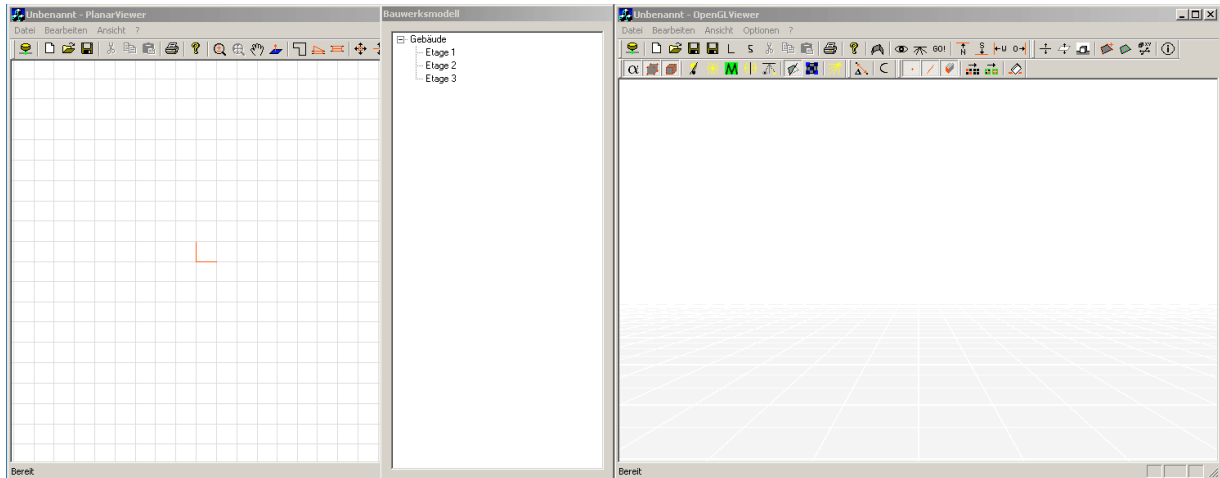 Unbenannt - PlanarViewer
Datei Bearbeiten Ansicht ?
Bereit
Bauwerksmodell
Gebäude
Etage 1
Etage 2
Etage 3
Unbenannt - OpenGLViewer
Datei Bearbeiten Ansicht Optionen ?
L S GO! N S U 0
α M C
Bereit